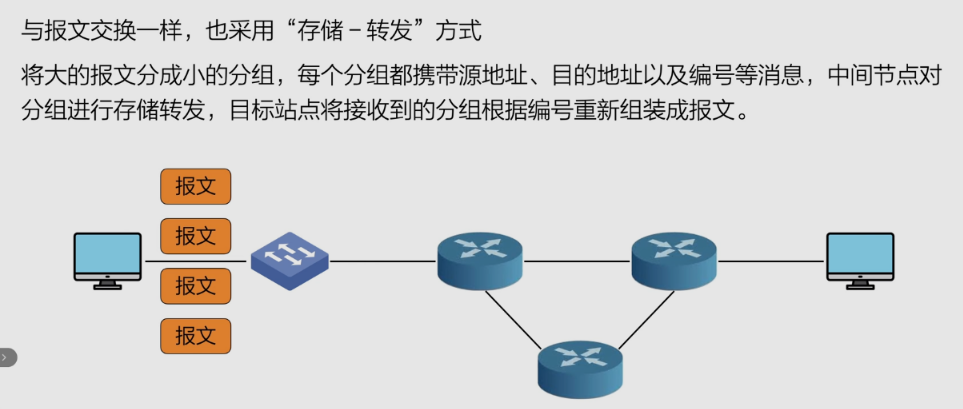 与报文交换一样，也采用“存储－转发”方式
将大的报文分成小的分组，每个分组都携带源地址、目的地址以及编号等消息，中间节点对
分组进行存储转发，目标站点将接收到的分组根据编号重新组装成报文。
报文
报文
报文
报文